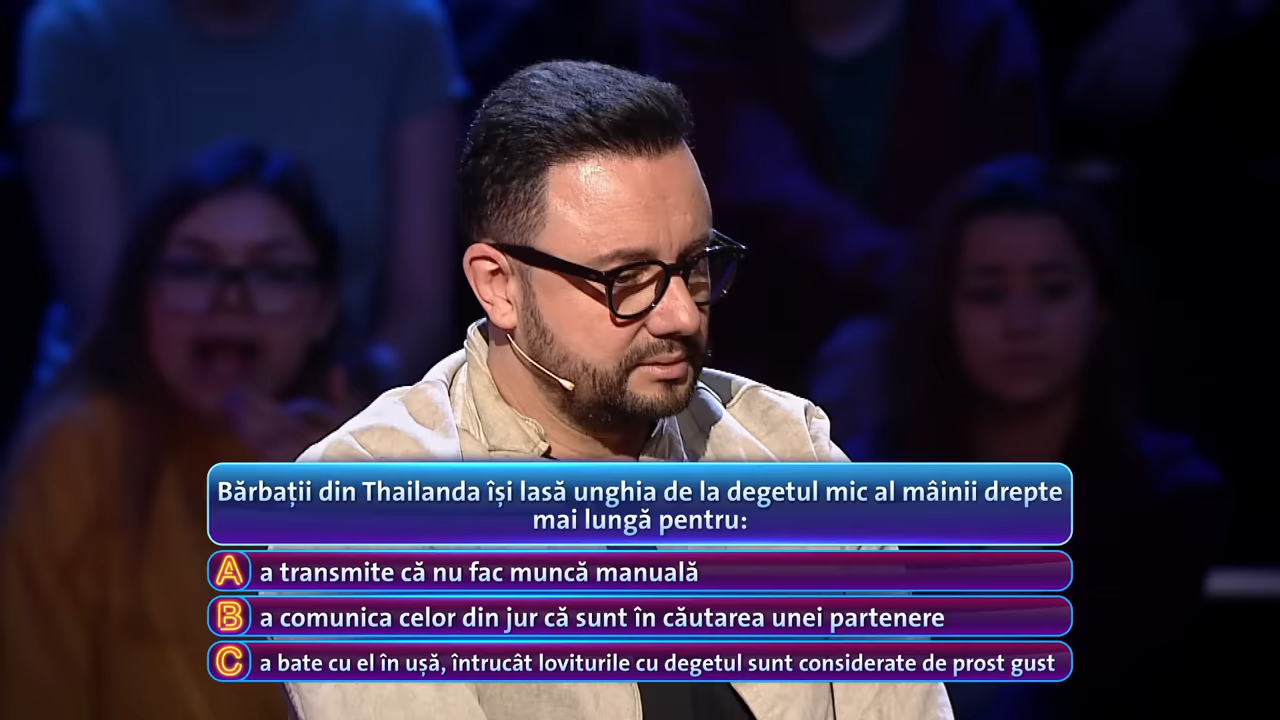 Bărbații din Thailanda își lasă unghia de la degetul mic al mâinii drepte
mai lungă pentru:
A a transmite că nu fac muncă manuală
B a comunica celor din jur că sunt în căutarea unei partenere
C a bate cu el în ușă, întrucât loviturile cu degetul sunt considerate de prost gust